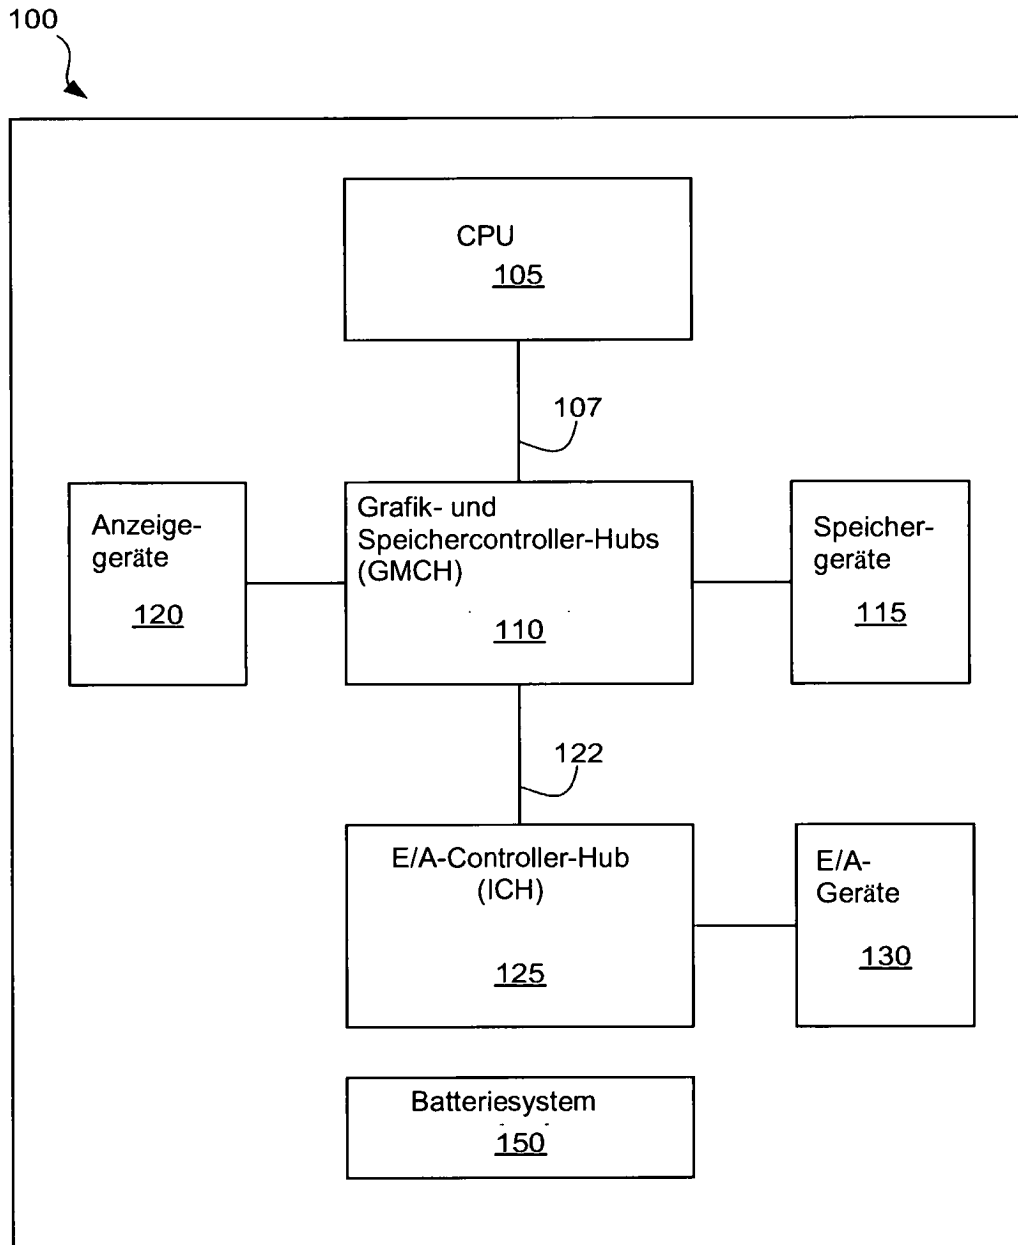 100
CPU
105
107
Anzeige-
geräte
120
Grafik- und
Speichercontroller-Hubs
(GMCH)
110
Speicher-
geräte
115
122
E/A-Controller-Hub
(ICH)
125
E/A-
Geräte
130
Batteriesystem
150